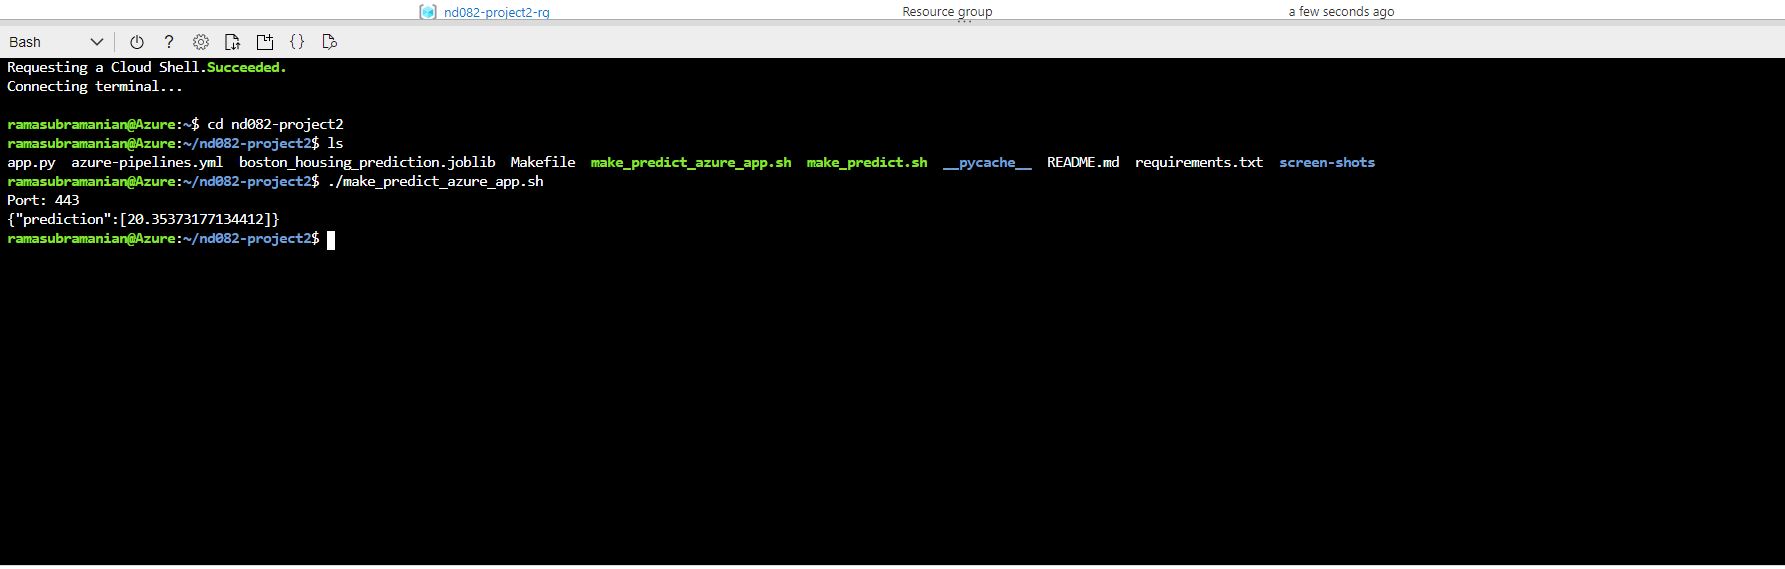 nd082-project2-rg Resource group a few seconds ago
Bash
Requesting a Cloud Shell.Succeeded.
Connecting terminal...
ramasubramanian@Azure:~$ cd nd082-project2
ramasubramanian@Azure:~/nd082-project2$ ls
app.py  azure-pipelines.yml  boston_housing_prediction.joblib  Makefile  make_predict_azure_app.sh  make_predict.sh  __pycache__  README.md  requirements.txt  screen-shots
ramasubramanian@Azure:~/nd082-project2$ ./make_predict_azure_app.sh
Port: 443
{"prediction":[20.35373177134412]}
ramasubramanian@Azure:~/nd082-project2$